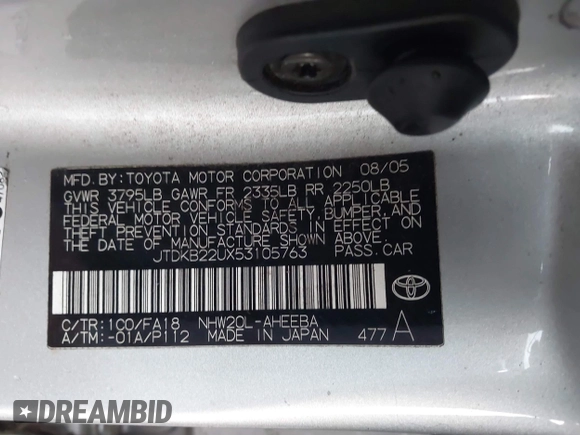 MFD.BY:TOYOTA MOTOR CORPORATION 08/05
GVWR 3795LB GAWR FR 2335LB RR 2250LB
THIS VEHICLE CONFORMS TO ALL APPLICABLE
FEDERAL MOTOR VEHICLE SAFETY, BUMPER, AND
THEFT PREVENTION STANDARDS IN EFFECT ON
THE DATE OF MANUFACTURE SHOWN ABOVE.
JTDKB22UX53105763 PASS.CAR
C/TR:1C0/FA18 NHW20L-AHEEBA
A/TM:-01A/P112 MADE IN JAPAN 477 A
DREAMBID